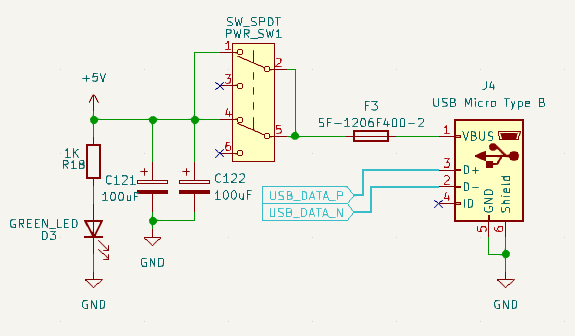 SW_SPDT
PWR_SW1
1
2
3
4
5
6
+5V
1K
R18
C121
100uF
C122
100uF
GREEN_LED
D3
GND
GND
F3
SF-1206F400-2
J4
USB Micro Type B
1
VBUS
3
D+
2
D-
4
ID
GND
Shield
5
6
USB_DATA_P
USB_DATA_N
GND